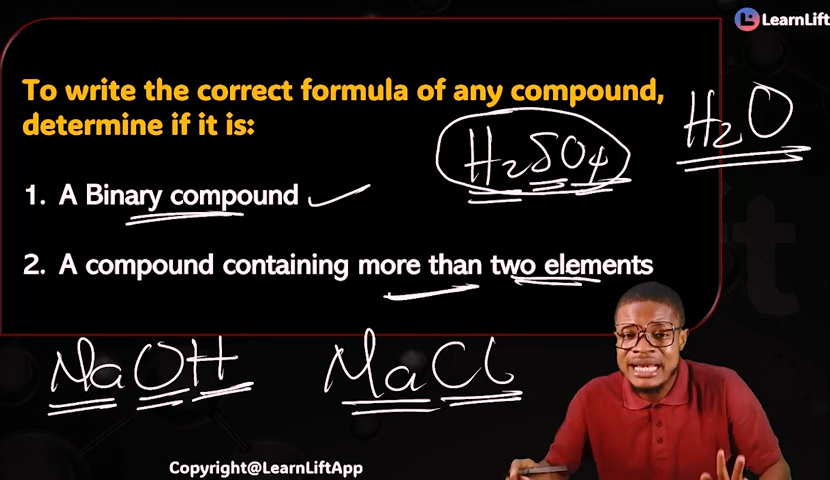 LearnLift
To write the correct formula of any compound,
determine if it is:
H₂O
H₂SO₄
1. A Binary compound
2. A compound containing more than two elements
NaOH
NaCl
Copyright@LearnLiftApp